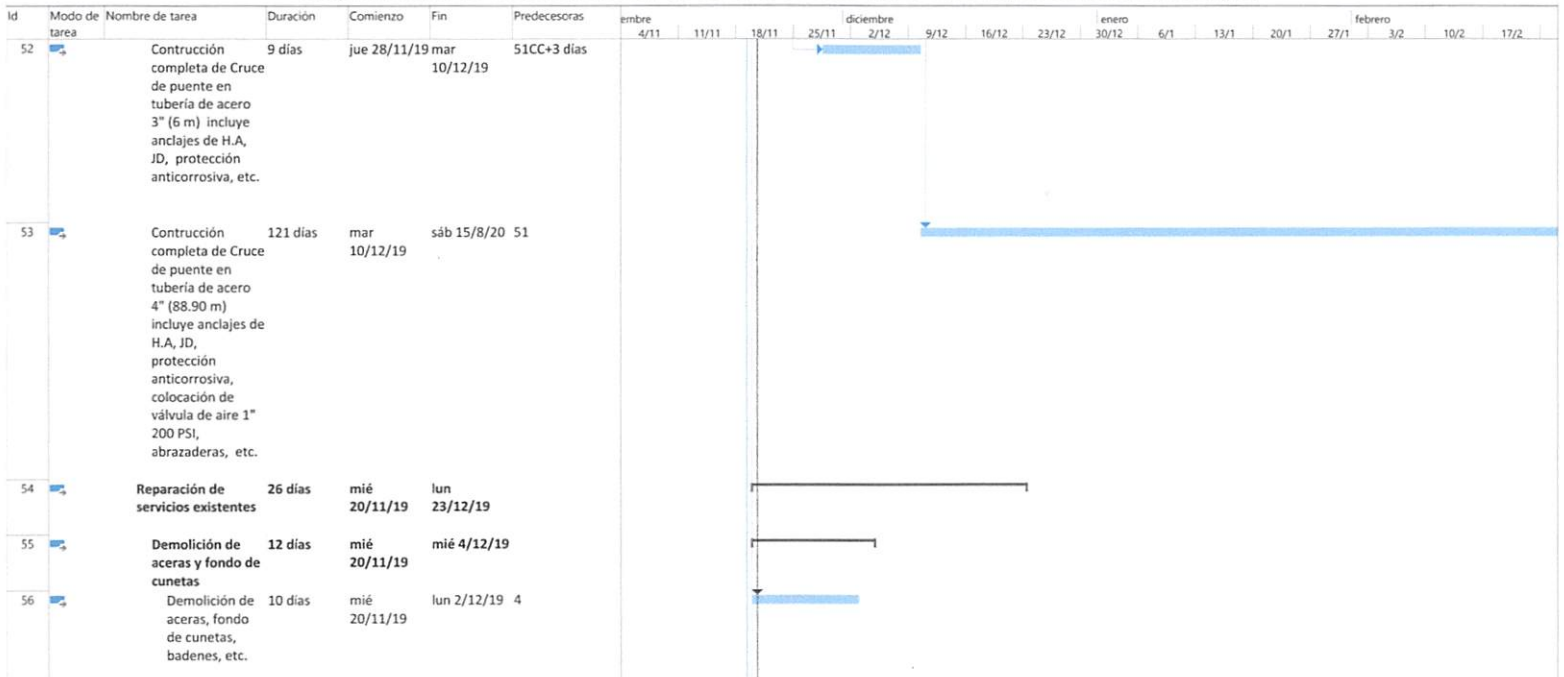 Id Modo de Nombre de tarea Duración Comienzo Fin Predecesoras
tarea
embre diciembre enero febrero
4/11 11/11 18/11 25/11 2/12 9/12 16/12 23/12 30/12 6/1 13/1 20/1 27/1 3/2 10/2 17/2
52 Contrucción 9 días jue 28/11/19 mar 51CC+3 días
completa de Cruce 10/12/19
de puente en
tubería de acero
3" (6 m) incluye
anclajes de H.A,
JD, protección
anticorrosiva, etc.
53 Contrucción 121 días mar sáb 15/8/20 51
completa de Cruce 10/12/19
de puente en
tubería de acero
4" (88.90 m)
incluye anclajes de
H.A, JD,
protección
anticorrosiva,
colocación de
válvula de aire 1"
200 PSI,
abrazaderas, etc.
54 Reparación de 26 días mié lun
servicios existentes 20/11/19 23/12/19
55 Demolición de 12 días mié mié 4/12/19
aceras y fondo de 20/11/19
cunetas
56 Demolición de 10 días mié lun 2/12/19 4
aceras, fondo 20/11/19
de cunetas,
badenes, etc.